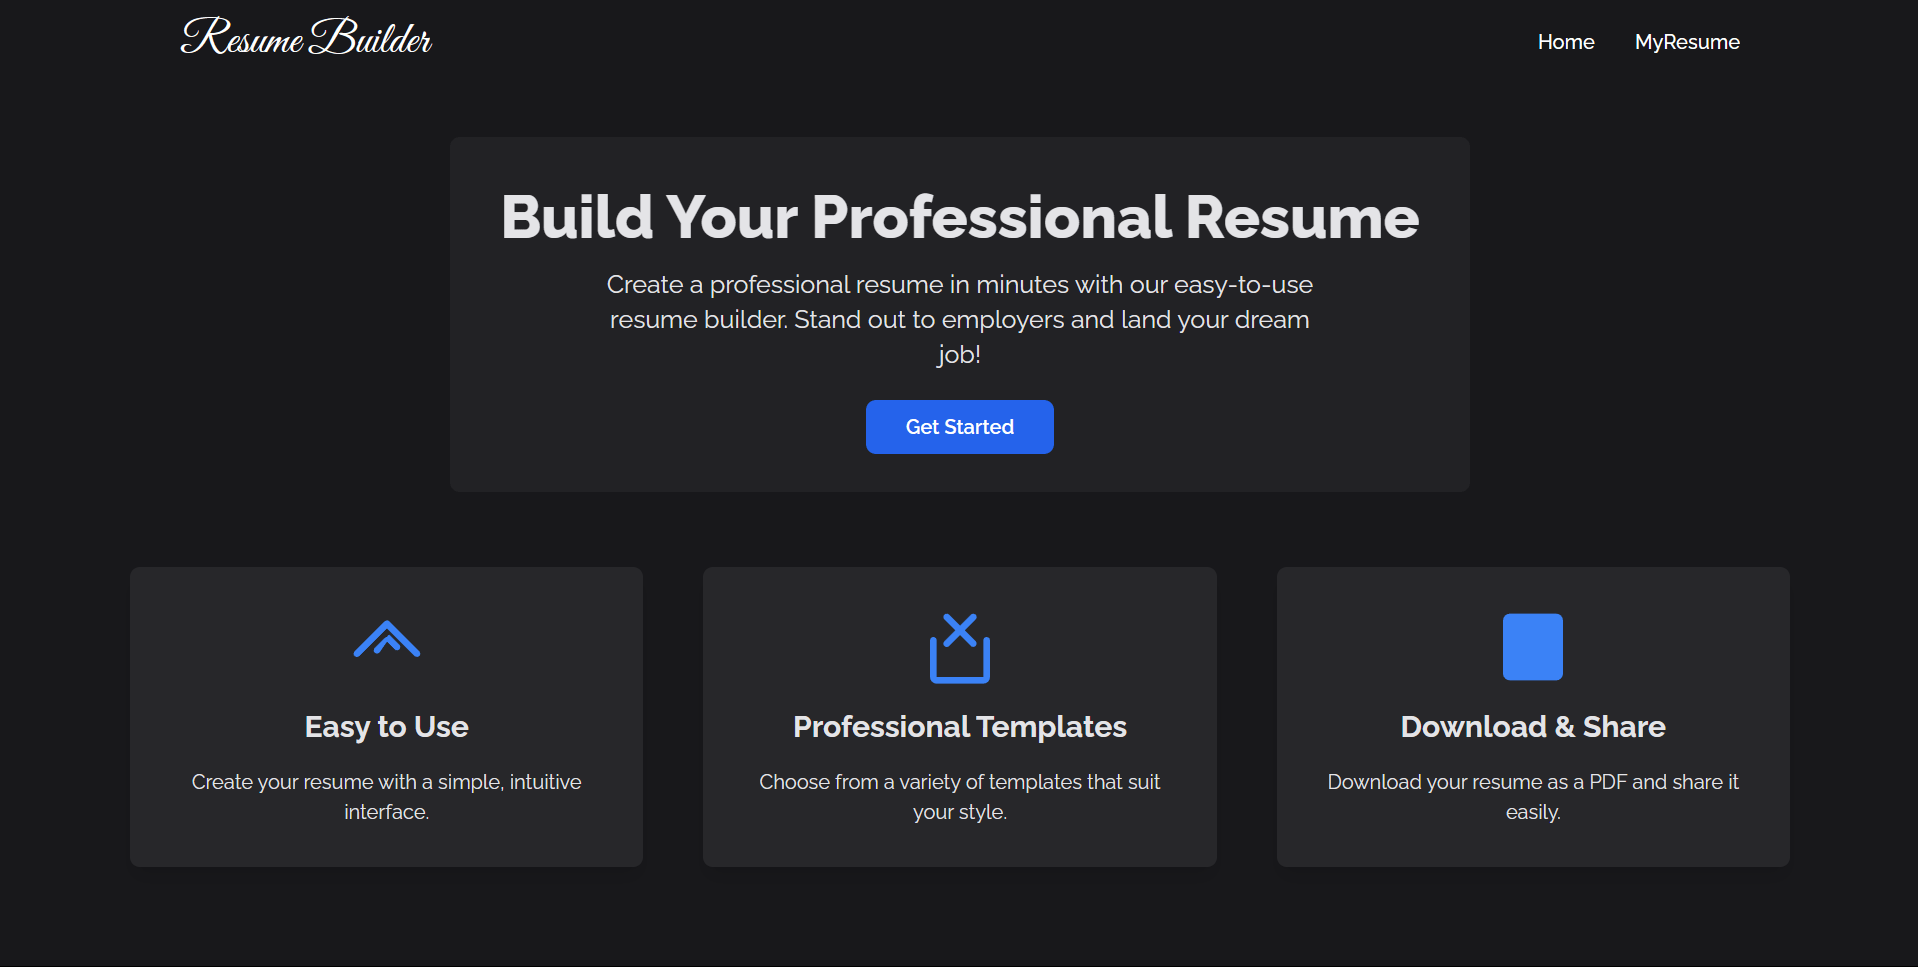 Resume Builder
Home
MyResume
Build Your Professional Resume
Create a professional resume in minutes with our easy-to-use
resume builder. Stand out to employers and land your dream
job!
Get Started
Easy to Use
Create your resume with a simple, intuitive
interface.
Professional Templates
Choose from a variety of templates that suit
your style.
Download & Share
Download your resume as a PDF and share it
easily.